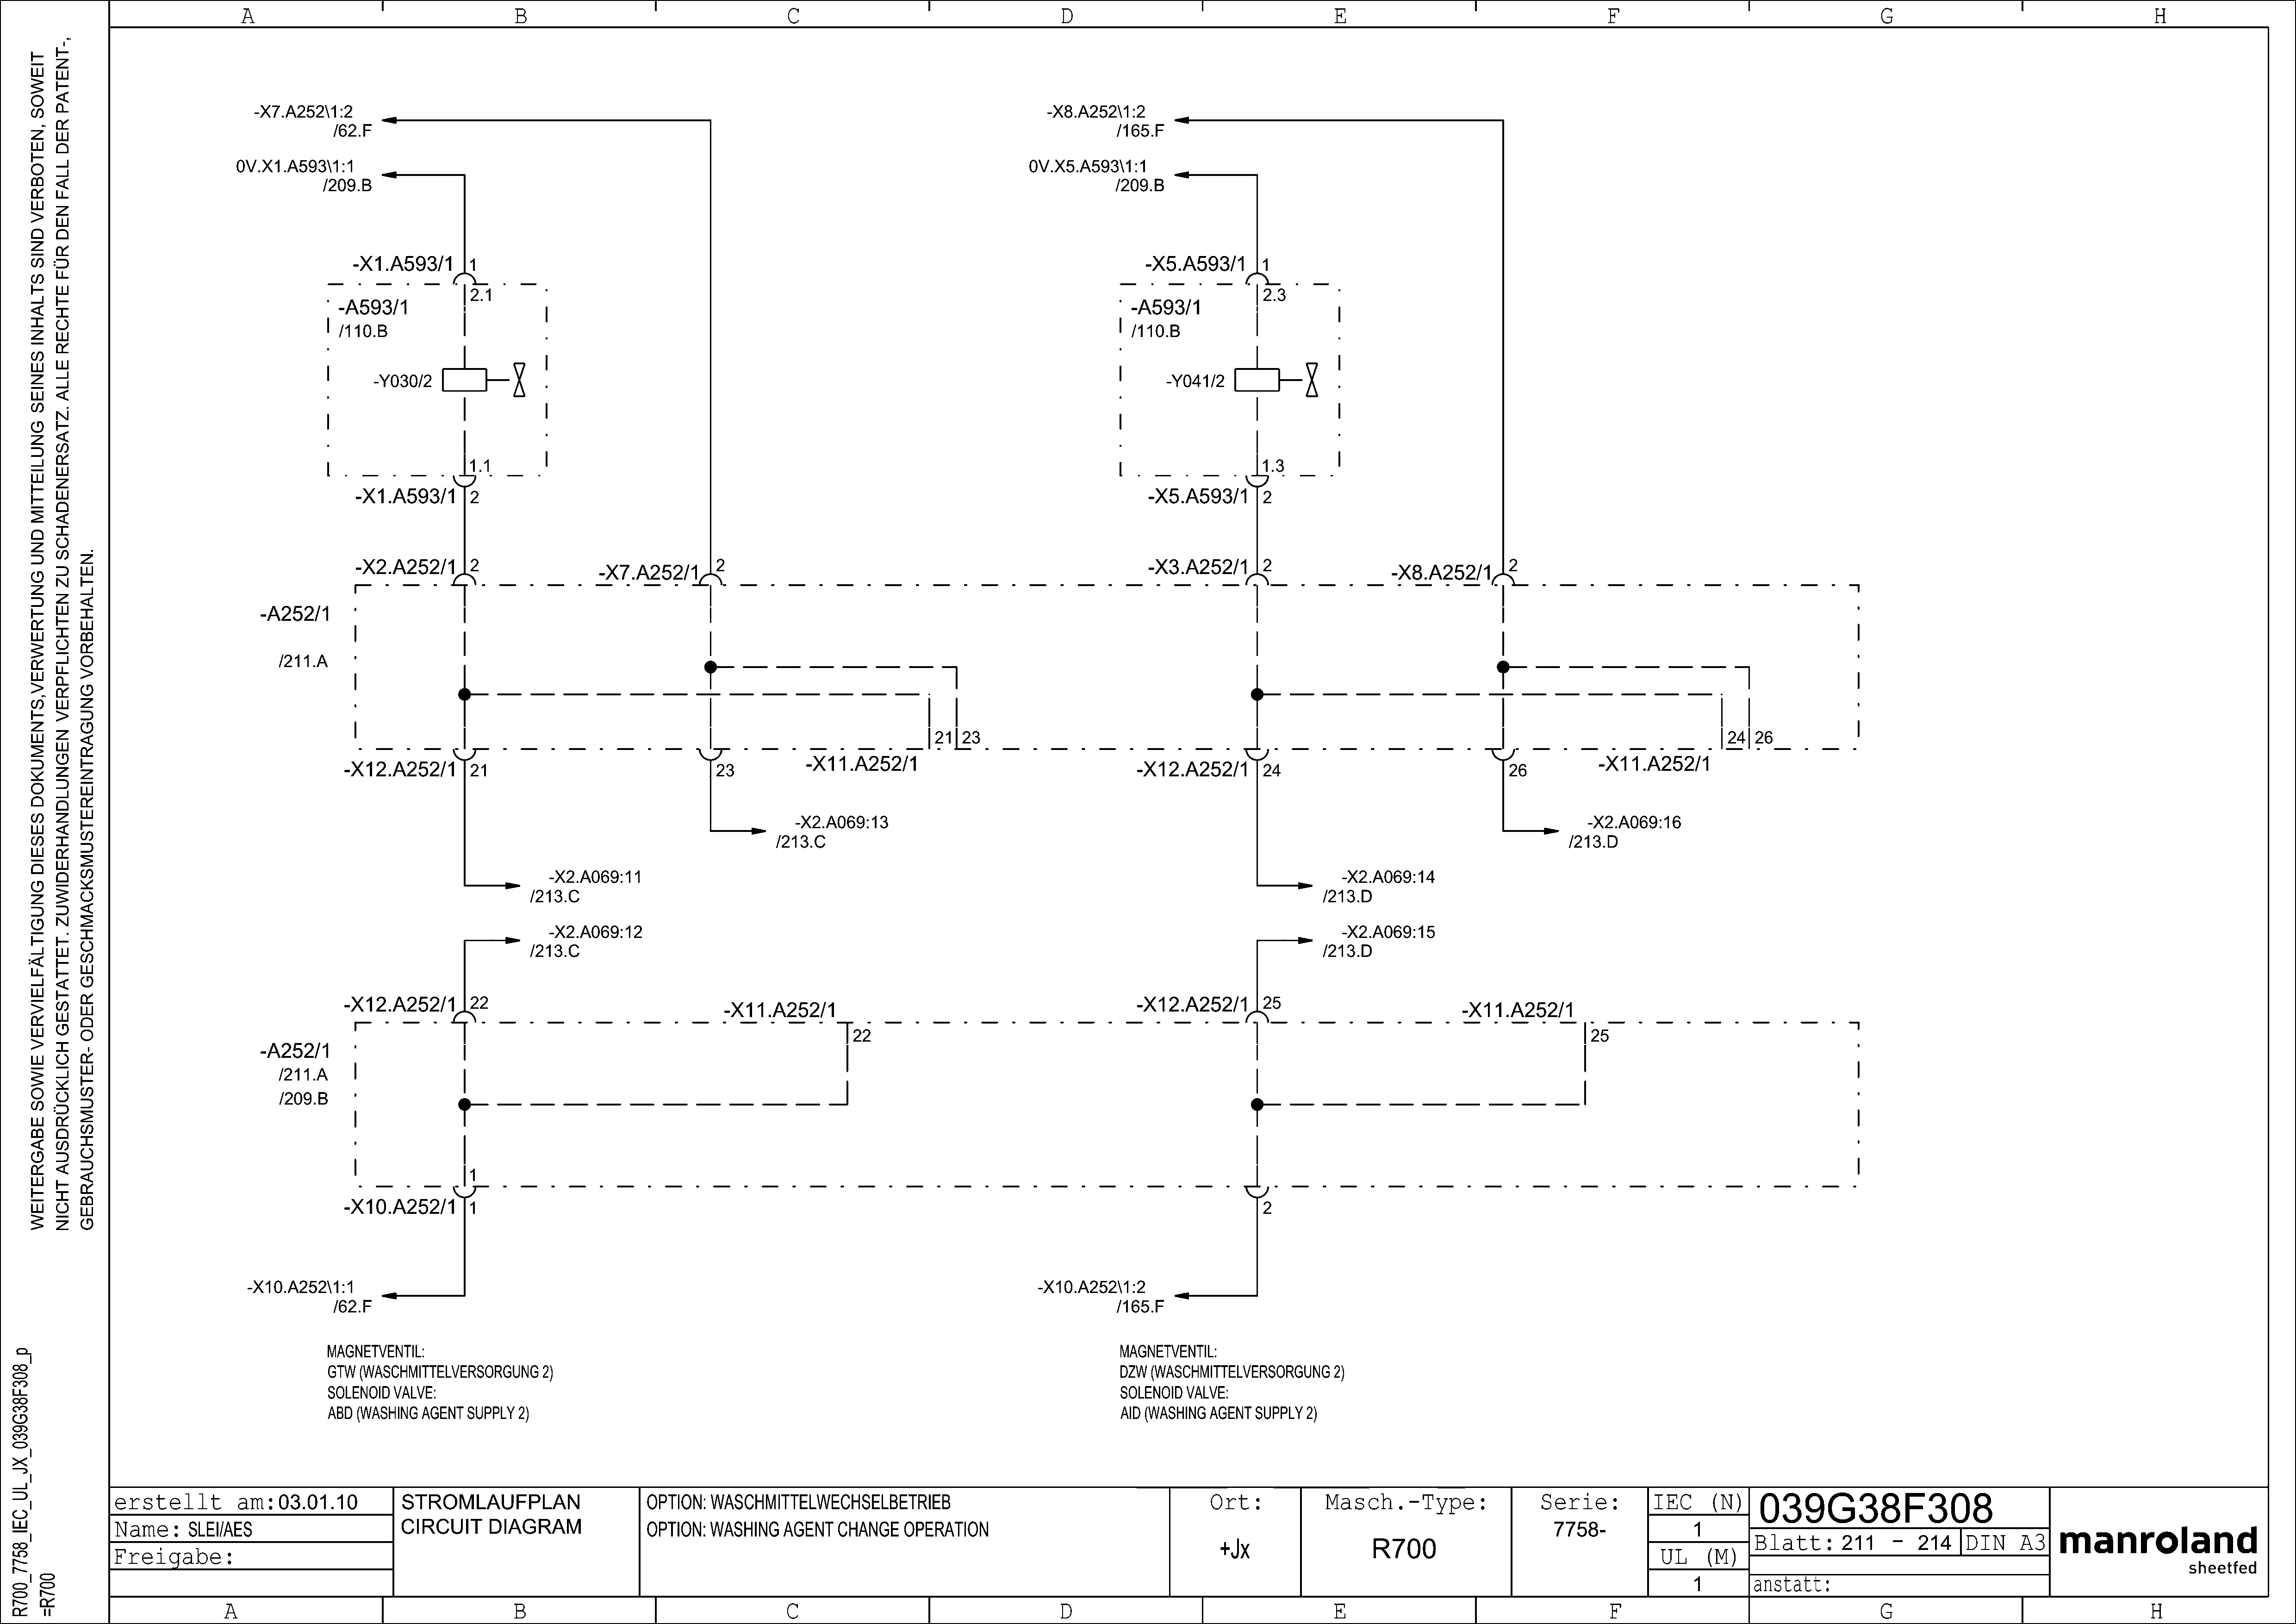 A B C D E F G H
WEITERGABE SOWIE VERVIELFÄLTIGUNG DIESES DOKUMENTS,VERWERTUNG UND MITTEILUNG SEINES INHALTS SIND VERBOTEN, SOWEIT
NICHT AUSDRÜCKLICH GESTATTET. ZUWIDERHANDLUNGEN VERPFLICHTEN ZU SCHADENERSATZ. ALLE RECHTE FÜR DEN FALL DER PATENT-,
GEBRAUCHSMUSTER- ODER GESCHMACKSMUSTEREINTRAGUNG VORBEHALTEN.
R700_7758_IEC_UL_JX_039G38F308_p
=R700
-X7.A252\1:2
/62.F
0V.X1.A593\1:1
/209.B
-X8.A252\1:2
/165.F
0V.X5.A593\1:1
/209.B
-X1.A593/1 1
2.1
-A593/1
/110.B
-Y030/2
1.1
-X1.A593/1 2
-X5.A593/1 1
2.3
-A593/1
/110.B
-Y041/2
1.3
-X5.A593/1 2
-X2.A252/1 2
-X7.A252/1 2
-X3.A252/1 2
-X8.A252/1 2
-A252/1
/211.A
21 23
24 26
-X12.A252/1 21
23
-X11.A252/1
-X12.A252/1 24
26
-X11.A252/1
-X2.A069:13
/213.C
-X2.A069:16
/213.D
-X2.A069:11
/213.C
-X2.A069:14
/213.D
-X2.A069:12
/213.C
-X2.A069:15
/213.D
-X12.A252/1 22
-X11.A252/1
22
-X12.A252/1 25
-X11.A252/1
25
-A252/1
/211.A
/209.B
1
-X10.A252/1 1
2
-X10.A252\1:1
/62.F
-X10.A252\1:2
/165.F
MAGNETVENTIL:
GTW (WASCHMITTELVERSORGUNG 2)
SOLENOID VALVE:
ABD (WASHING AGENT SUPPLY 2)
MAGNETVENTIL:
DZW (WASCHMITTELVERSORGUNG 2)
SOLENOID VALVE:
AID (WASHING AGENT SUPPLY 2)
erstellt am: 03.01.10
Name: SLEI/AES
Freigabe:
STROMLAUFPLAN
CIRCUIT DIAGRAM
OPTION: WASCHMITTELWECHSELBETRIEB
OPTION: WASHING AGENT CHANGE OPERATION
Ort:
+Jx
Masch.-Type:
R700
Serie:
7758-
IEC (N)
1
UL (M)
1
039G38F308
Blatt: 211 - 214 DIN A3
anstatt:
manroland
sheetfed
A B C D E F G H